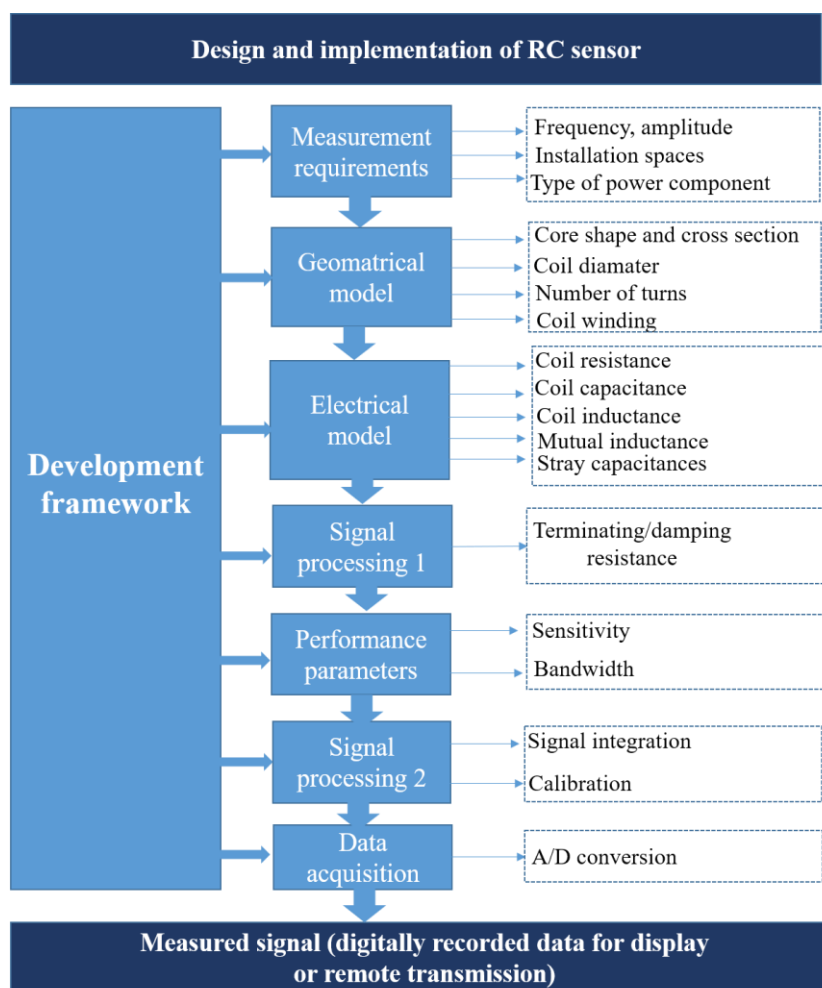 Design and implementation of RC sensor
Development
framework
Measurement
requirements
Frequency, amplitude
Installation spaces
Type of power component
Geomatrical
model
Core shape and cross section
Coil diamater
Number of turns
Coil winding
Electrical
model
Coil resistance
Coil capacitance
Coil inductance
Mutual inductance
Stray capacitances
Signal
processing 1
Terminating/damping
resistance
Performance
parameters
Sensitivity
Bandwidth
Signal
processing 2
Signal integration
Calibration
Data
acquisition
A/D conversion
Measured signal (digitally recorded data for display
or remote transmission)